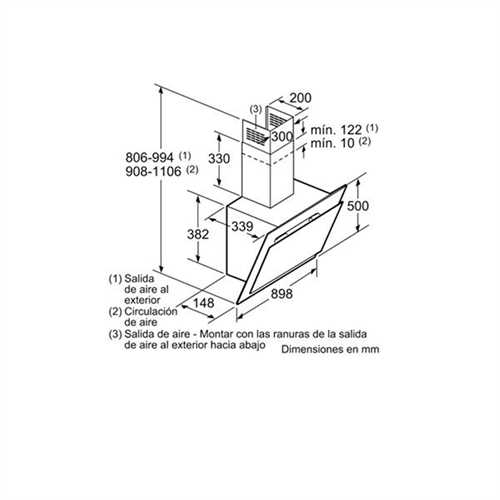 200
(3)
300
mín. 122 (1)
mín. 10 (2)
806-994 (1)
908-1106 (2)
330
500
339
382
148
898
(1) Salida
de aire al
exterior
(2) Circulación
de aire
(3) Salida de aire - Montar con las ranuras de la salida
de aire al exterior hacia abajo
Dimensiones en mm